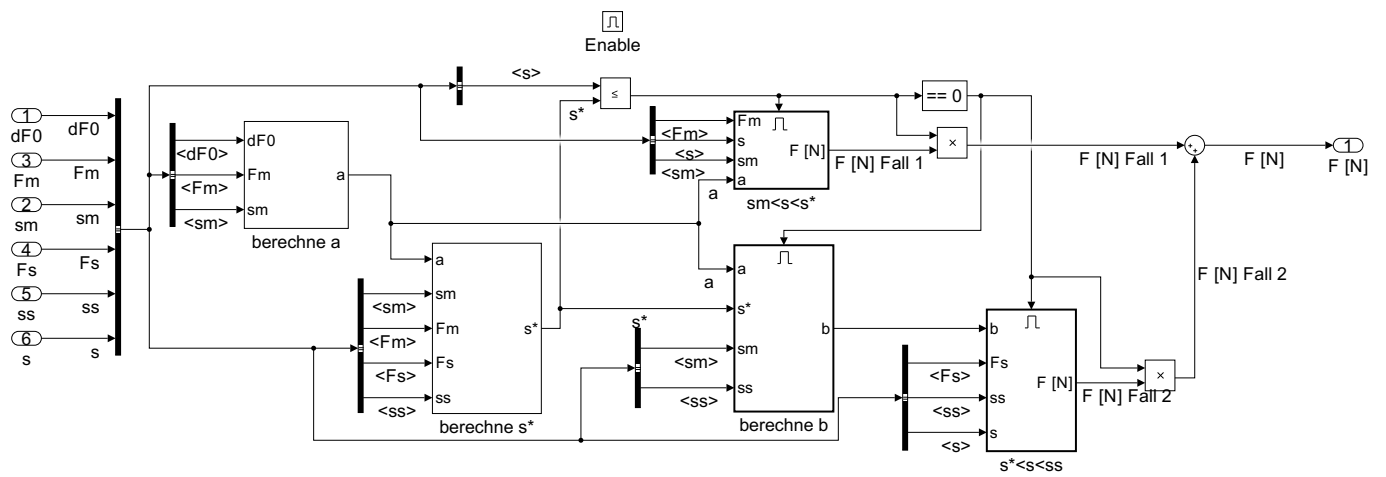 Enable
<s>
s*
≤
== 0
1
dF0
dF0
3
Fm
Fm
2
sm
sm
4
Fs
Fs
5
ss
ss
6
s
s
<dF0>
<Fm>
<sm>
dF0
Fm
sm
a
berechne a
<Fm>
<s>
<sm>
a
Fm
s
sm
a
F [N]
sm<s<s*
F [N] Fall 1
×
F [N] Fall 1
++
F [N]
1
F [N]
<sm>
<Fm>
<Fs>
<ss>
a
sm
Fm
Fs
ss
s*
berechne s*
a
s*
<sm>
<ss>
a
s*
sm
ss
b
berechne b
<Fs>
<ss>
<s>
b
Fs
ss
s
F [N]
s*<s<ss
F [N] Fall 2
×
F [N] Fall 2